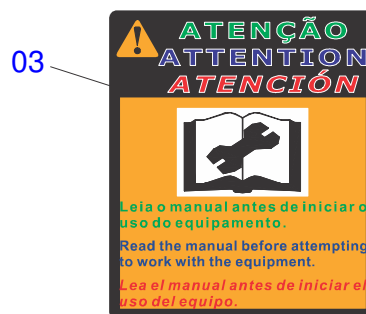 03
ATENÇÃO
ATTENTION
ATENCIÓN
Leia o manual antes de iniciar o
uso do equipamento.
Read the manual before attempting
to work with the equipment.
Lea el manual antes de iniciar el
uso del equipo.